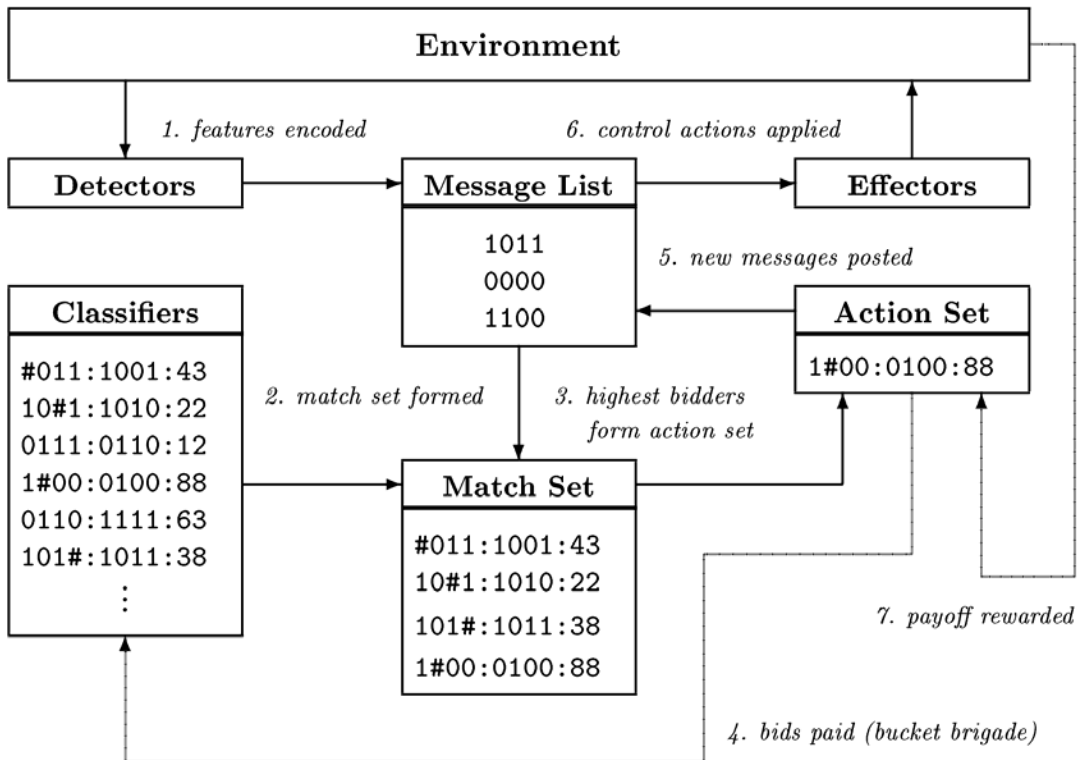 Environment
1. features encoded
6. control actions applied
Detectors
Message List
Effectors
1011
0000
1100
5. new messages posted
Classifiers
#011:1001:43
10#1:1010:22
0111:0110:12
1#00:0100:88
0110:1111:63
101#:1011:38
⋮
Action Set
1#00:0100:88
2. match set formed
3. highest bidders
form action set
Match Set
#011:1001:43
10#1:1010:22
101#:1011:38
1#00:0100:88
7. payoff rewarded
4. bids paid (bucket brigade)